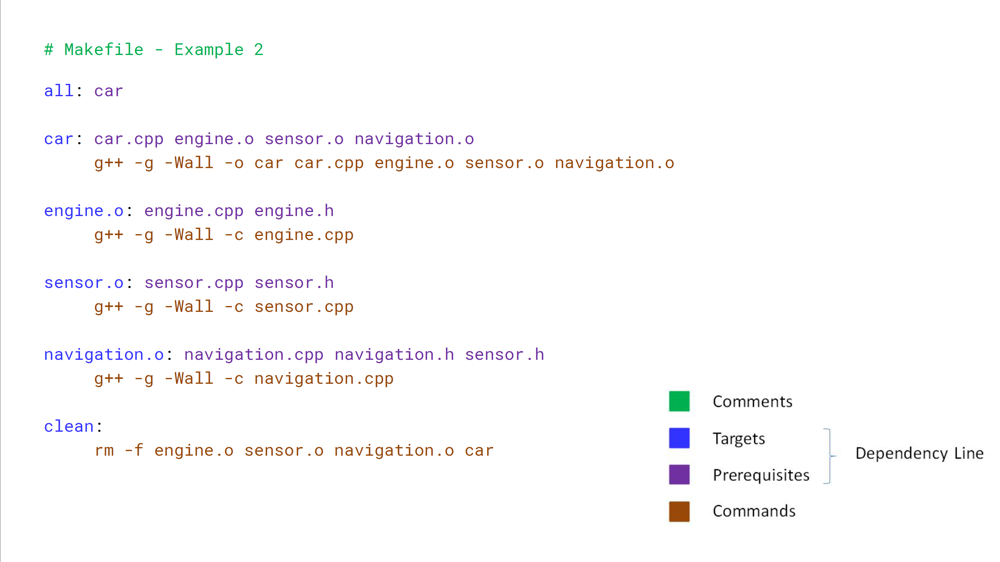 # Makefile - Example 2
all: car
car: car.cpp engine.o sensor.o navigation.o
g++ -g -Wall -o car car.cpp engine.o sensor.o navigation.o
engine.o: engine.cpp engine.h
g++ -g -Wall -c engine.cpp
sensor.o: sensor.cpp sensor.h
g++ -g -Wall -c sensor.cpp
navigation.o: navigation.cpp navigation.h sensor.h
g++ -g -Wall -c navigation.cpp
clean:
rm -f engine.o sensor.o navigation.o car
Comments
Targets
Prerequisites
Dependency Line
Commands